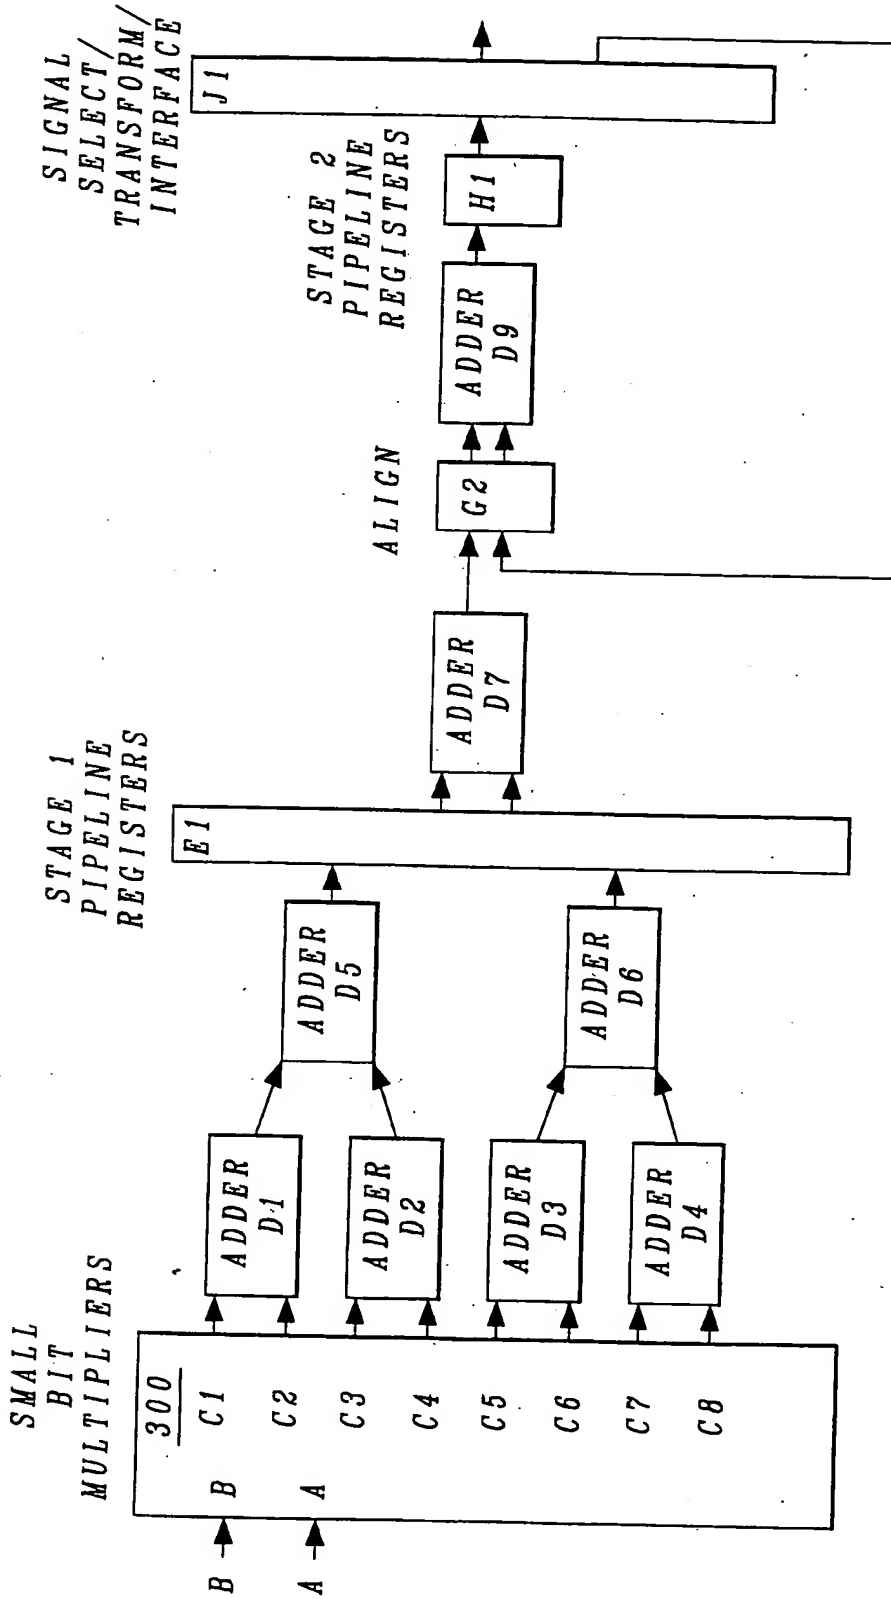 SMALL
BIT
MULTIPLIERS
300
B
A
B
A
C1
C2
C3
C4
C5
C6
C7
C8
ADDER
D1
ADDER
D2
ADDER
D3
ADDER
D4
ADDER
D5
ADDER
D6
STAGE 1
PIPELINE
REGISTERS
E1
ADDER
D7
ALIGN
G2
ADDER
D9
STAGE 2
PIPELINE
REGISTERS
H1
SIGNAL
SELECT/
TRANSFORM/
INTERFACE
J1